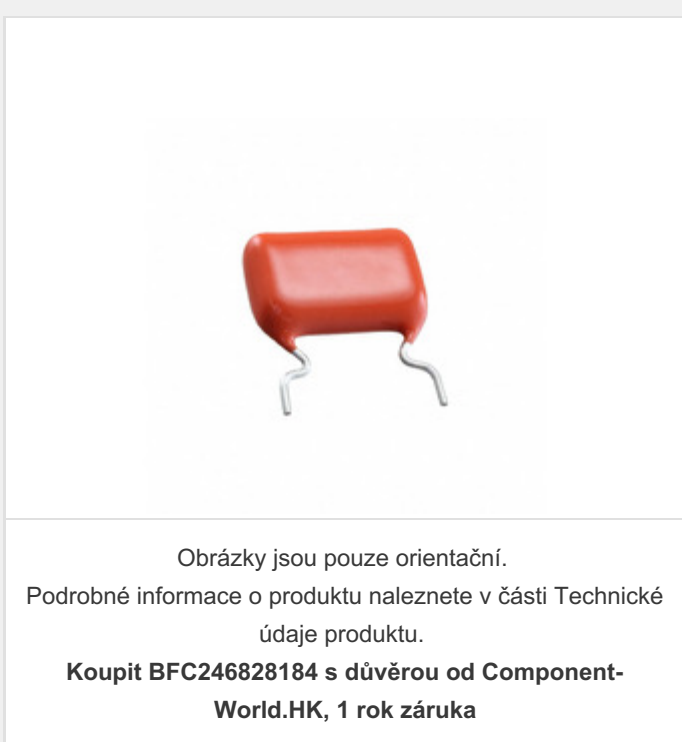 Obrázky jsou pouze orientační.
Podrobné informace o produktu naleznete v části Technické
údaje produktu.
Koupit BFC246828184 s důvěrou od Component-
World.HK, 1 rok záruka